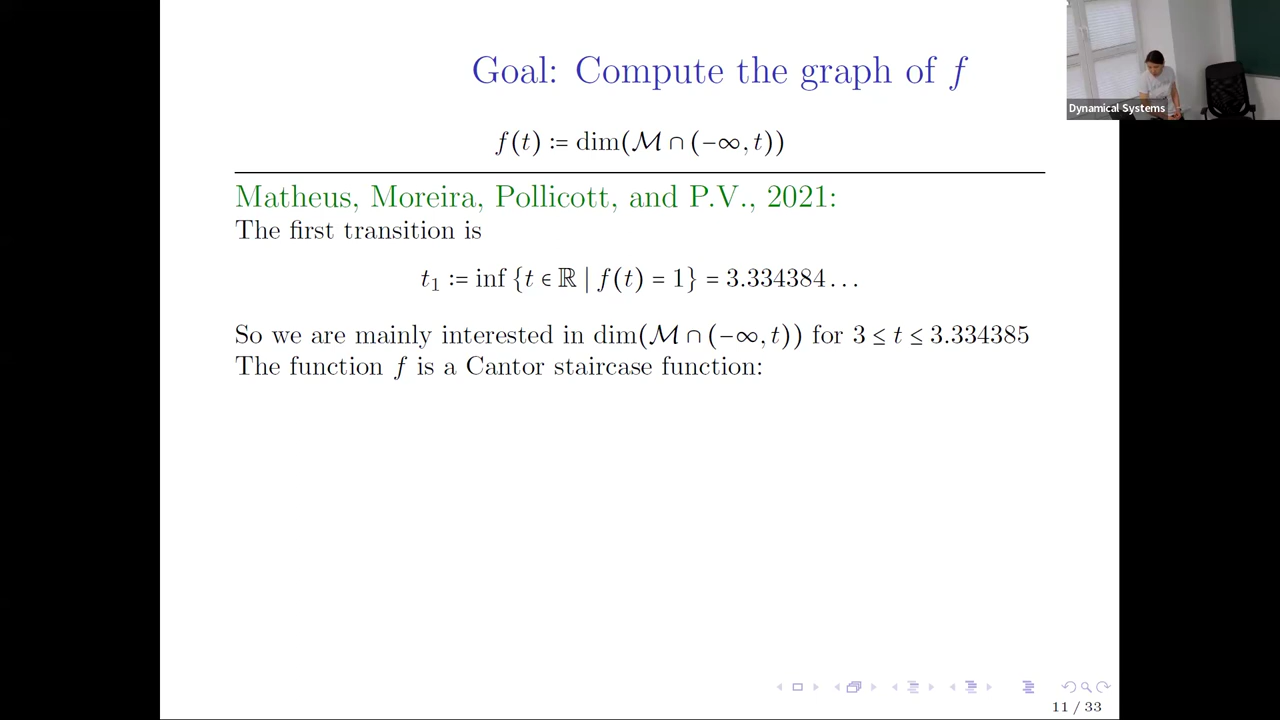 Goal: Compute the graph of f
f(t) := dim(ℳ ∩ (−∞, t))
Matheus, Moreira, Pollicott, and P.V., 2021:
The first transition is
t₁ := inf {t ∈ ℝ | f(t) = 1} = 3.334384...
So we are mainly interested in dim(ℳ ∩ (−∞, t)) for 3 ≤ t ≤ 3.334385
The function f is a Cantor staircase function:
11 / 33
Dynamical Systems